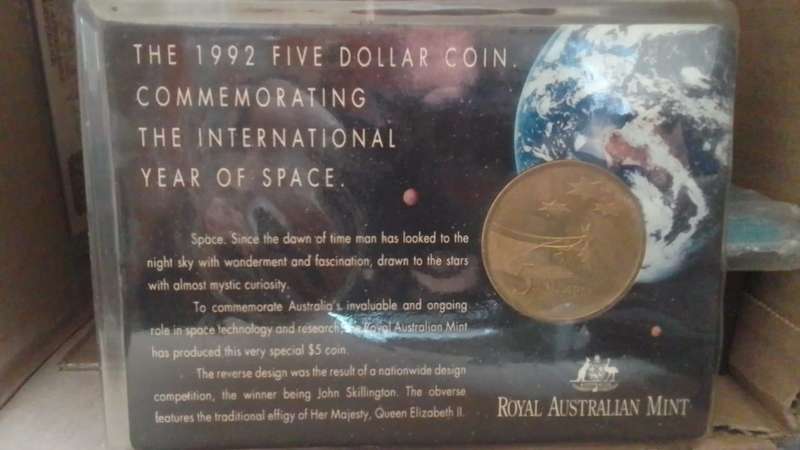 THE 1992 FIVE DOLLAR COIN.
COMMEMORATING
THE INTERNATIONAL
YEAR OF SPACE.
Space. Since the dawn of time man has looked to the
night sky with wonderment and fascination, drawn to the stars
with almost mystic curiosity.
To commemorate Australia's invaluable and ongoing
role in space technology and research, the Royal Australian Mint
has produced this very special $5 coin.
The reverse design was the result of a nationwide design
competition, the winner being John Skillington. The obverse
features the traditional effigy of Her Majesty, Queen Elizabeth II.
5
ROYAL AUSTRALIAN MINT